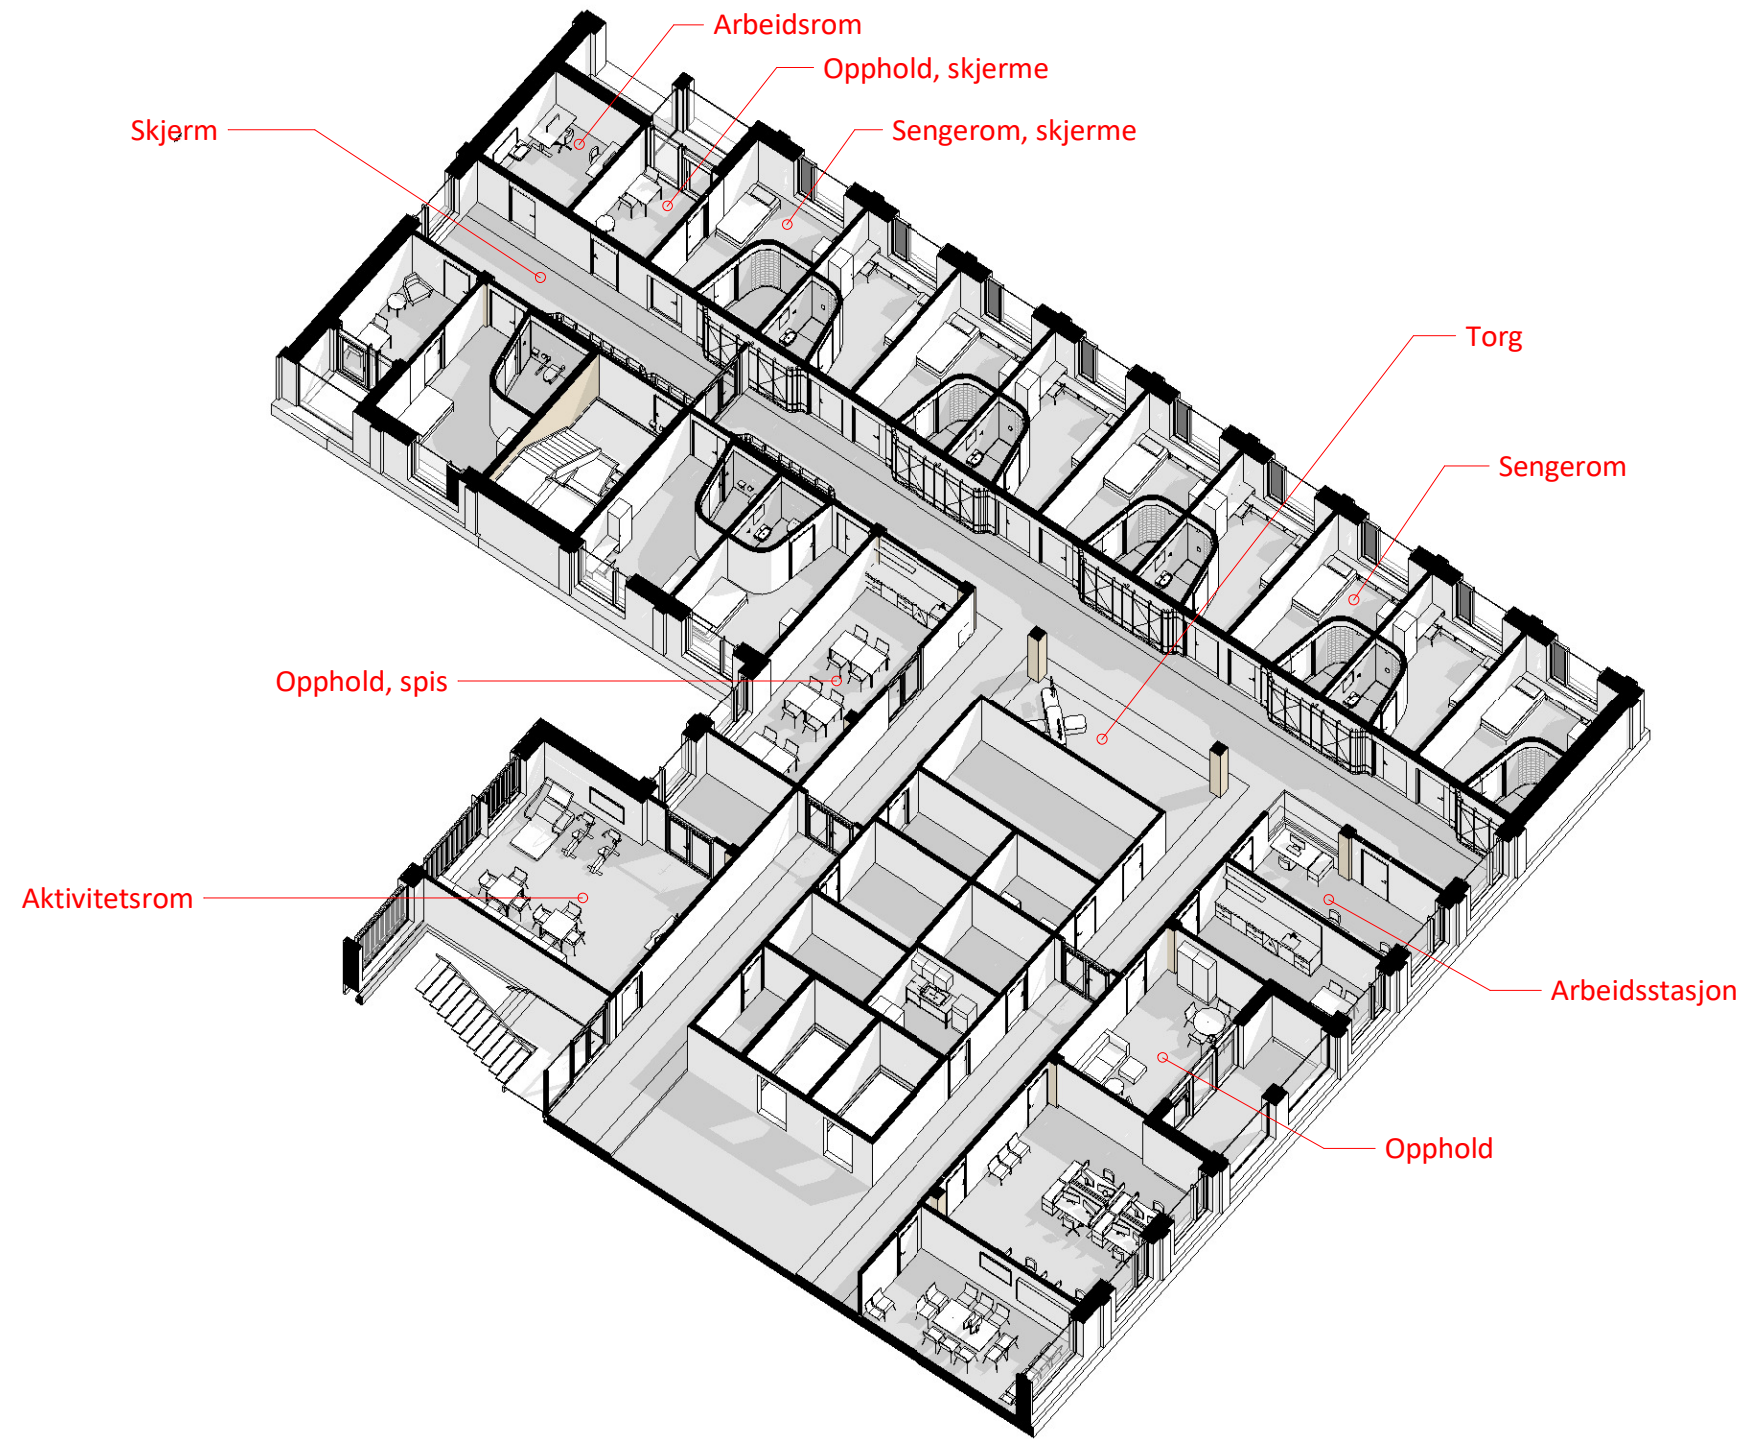 Arbeidsrom
Opphold, skjerme
Skjerm
Sengerom, skjerme
Torg
Sengerom
Opphold, spis
Aktivitetsrom
Arbeidsstasjon
Opphold